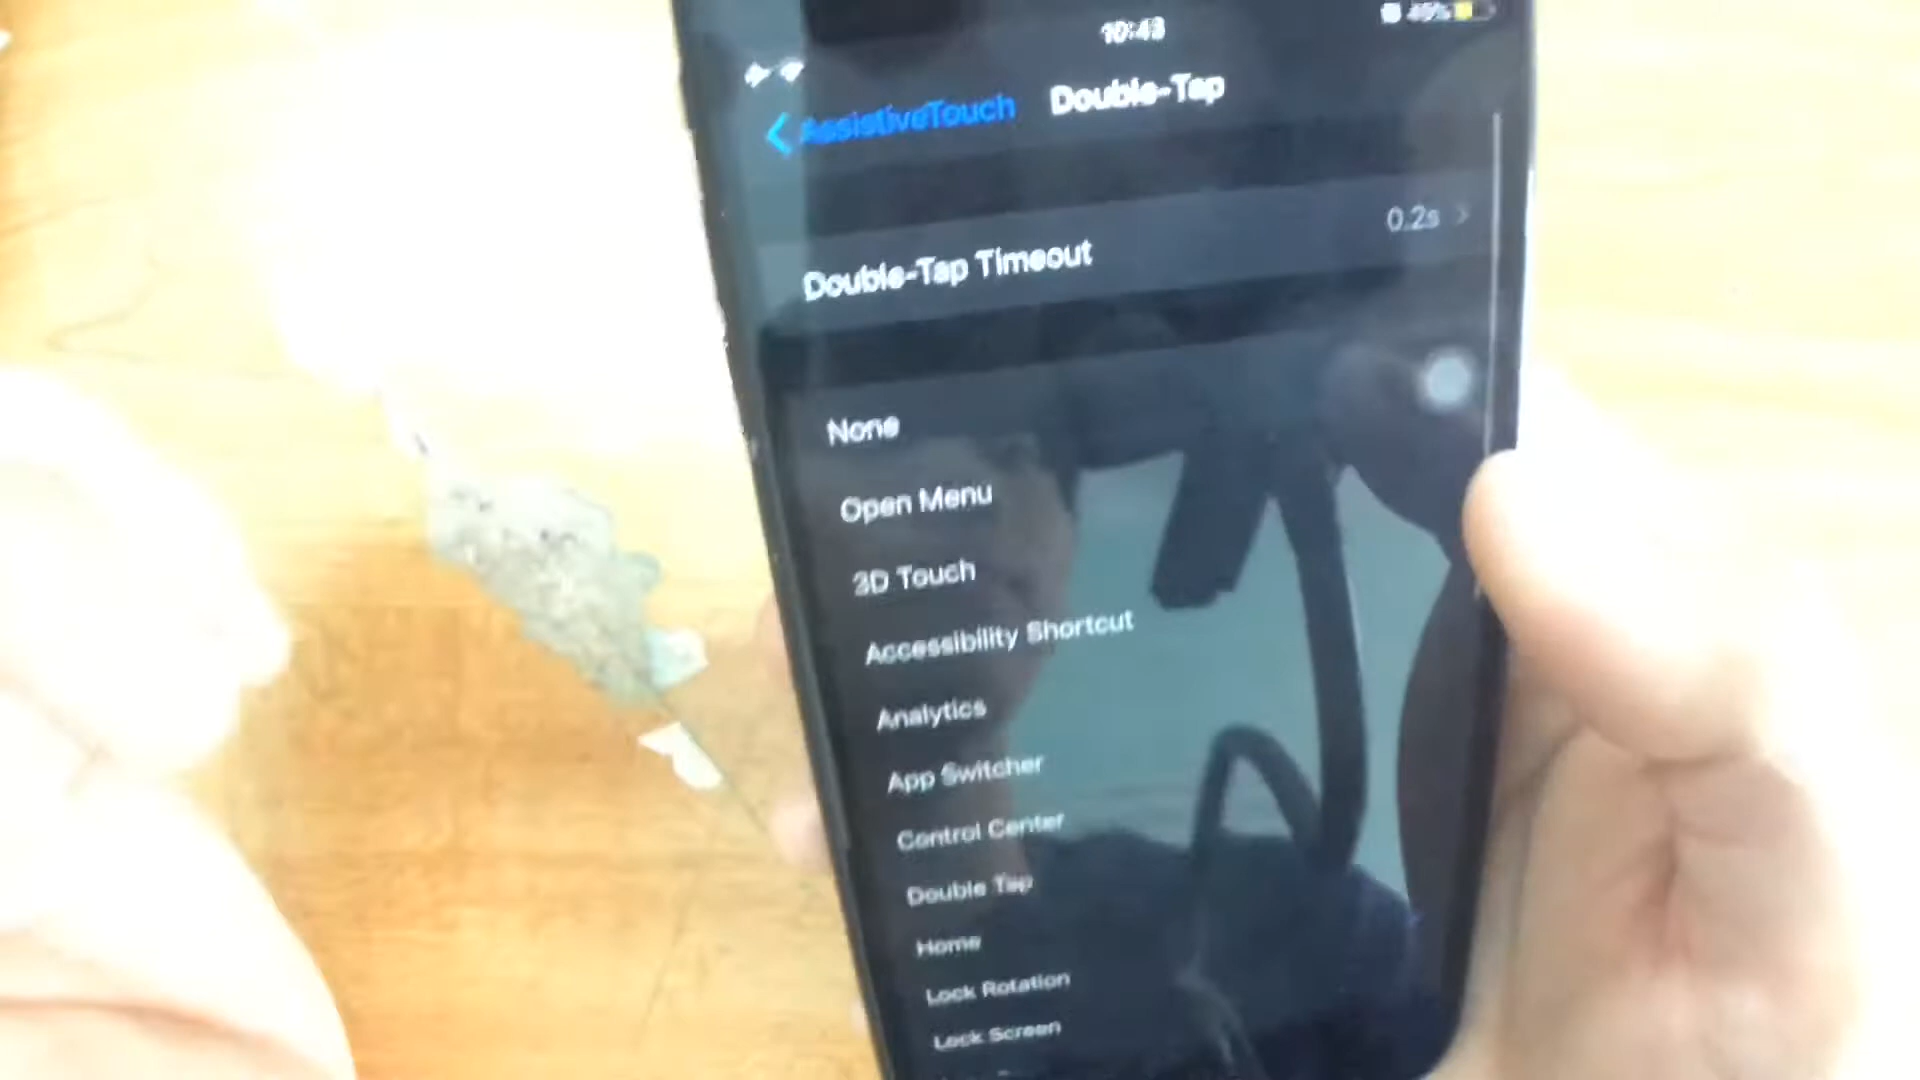 10:43
45%
AssistiveTouch
Double-Tap
Double-Tap Timeout
0.2s
None
Open Menu
3D Touch
Accessibility Shortcut
Analytics
App Switcher
Control Center
Double Tap
Home
Lock Rotation
Lock Screen